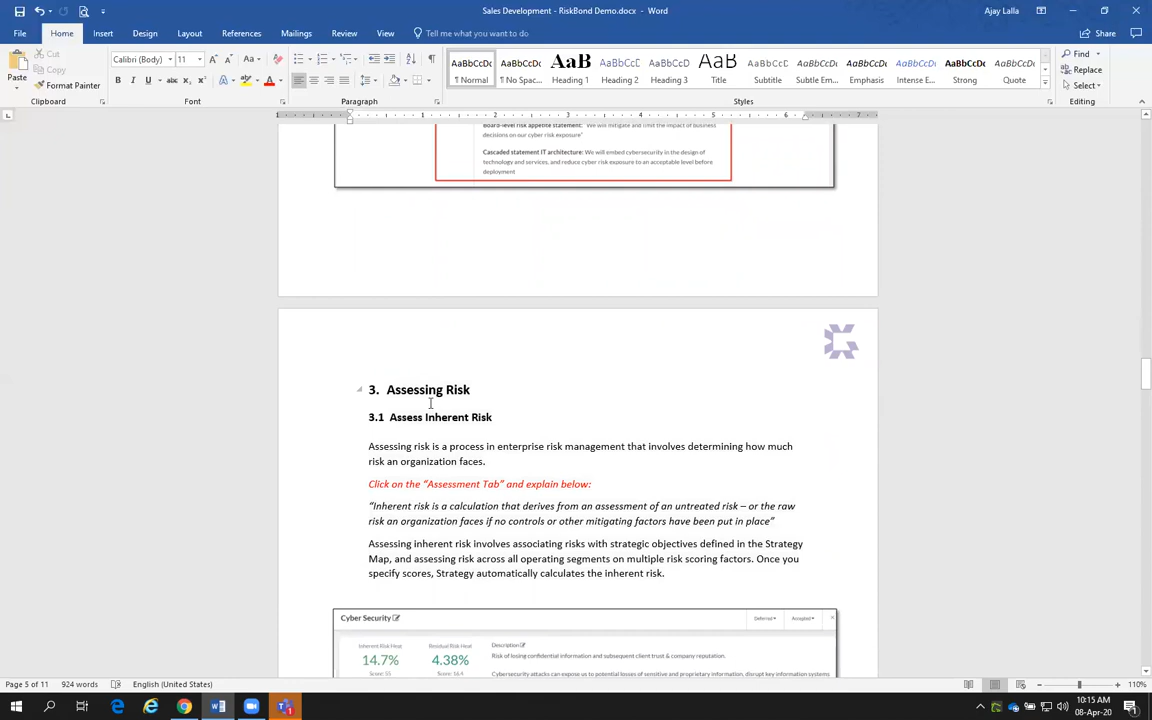 Sales Development - RiskBond Demo.docx - Word
Ajay Lalla
File Home Insert Design Layout References Mailings Review View Tell me what you want to do Share
Paste
Cut
Copy
Format Painter
Clipboard
Calibri (Body) 11
Font
Paragraph
AaBbCcDc AaBbCcDc AaB AaBbCcD AaBbCcD AaB AaBbCcD AaBbCcDc AaBbCcDc AaBbCcDc AaBbCcDc AaBbCcDc
¶ Normal ¶ No Spac... Heading 1 Heading 2 Heading 3 Title Subtitle Subtle Em... Emphasis Intense E... Strong Quote
Styles
Find
Replace
Select
Editing
Board-level risk appetite statement: "We will mitigate and limit the impact of business
decisions on our cyber risk exposure"
Cascaded statement IT architecture: We will embed cybersecurity in the design of
technology and services, and reduce cyber risk exposure to an acceptable level before
deployment
3. Assessing Risk
3.1 Assess Inherent Risk
Assessing risk is a process in enterprise risk management that involves determining how much
risk an organization faces.
Click on the “Assessment Tab” and explain below:
“Inherent risk is a calculation that derives from an assessment of an untreated risk – or the raw
risk an organization faces if no controls or other mitigating factors have been put in place”
Assessing inherent risk involves associating risks with strategic objectives defined in the Strategy
Map, and assessing risk across all operating segments on multiple risk scoring factors. Once you
specify scores, Strategy automatically calculates the inherent risk.
Cyber Security
Deferred
Accepted
Inherent Risk Heat
14.7%
Score: 55
Residual Risk Heat
4.38%
Score: 16.4
Description
Risk of losing confidential information and subsequent client trust & company reputation.
Cybersecurity attacks can expose us to potential losses of sensitive and proprietary information, disrupt key information systems
Page 5 of 11 924 words English (United States) 110%
10:15 AM
08-Apr-20